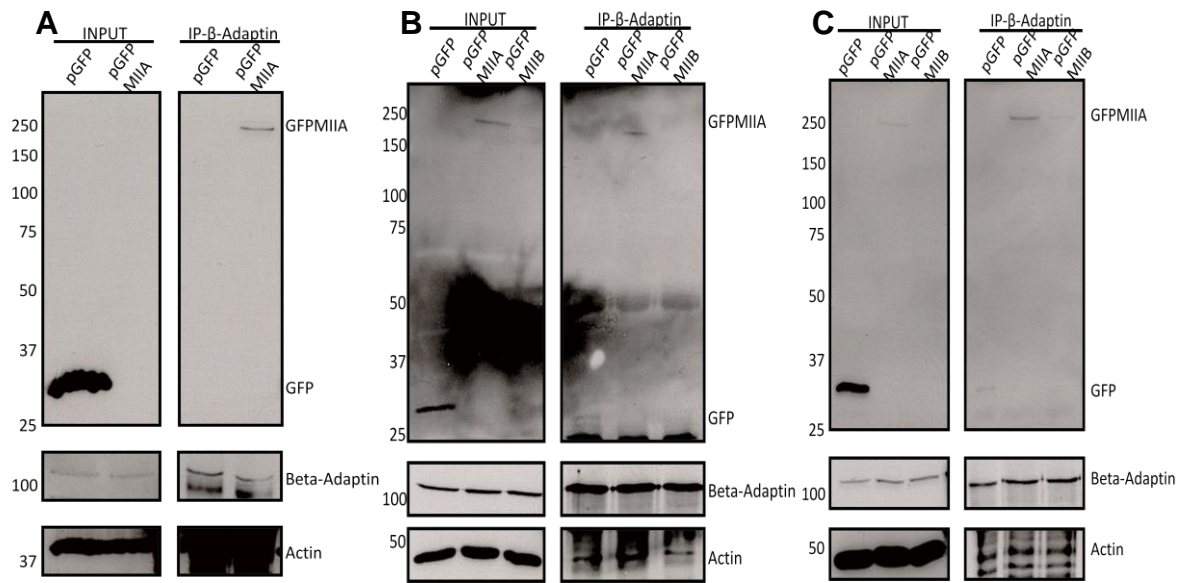 A
INPUT
IP-β-Adaptin
pGFP
pGFP
MIIA
pGFP
pGFP
MIIA
250
150
100
75
50
37
25
GFPMIIA
GFP
100
Beta-Adaptin
37
Actin
B
INPUT
IP-β-Adaptin
pGFP
pGFP
MIIA
pGFP
MIIB
pGFP
pGFP
MIIA
pGFP
MIIB
250
150
100
75
50
37
25
GFPMIIA
GFP
100
Beta-Adaptin
50
Actin
C
INPUT
IP-β-Adaptin
pGFP
pGFP
MIIA
pGFP
MIIB
pGFP
pGFP
MIIA
pGFP
MIIB
250
150
100
75
50
37
25
GFPMIIA
GFP
100
Beta-Adaptin
50
Actin